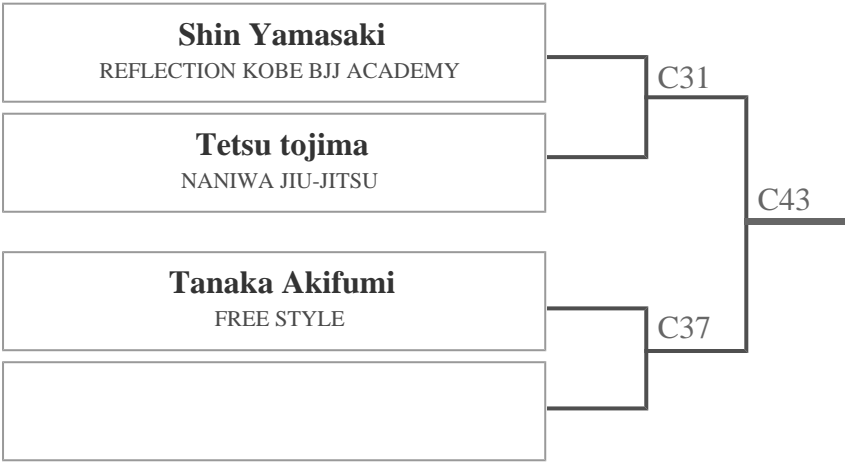 Shin Yamasaki
REFLECTION KOBE BJJ ACADEMY
C31
Tetsu tojima
NANIWA JIU-JITSU
C43
Tanaka Akifumi
FREE STYLE
C37